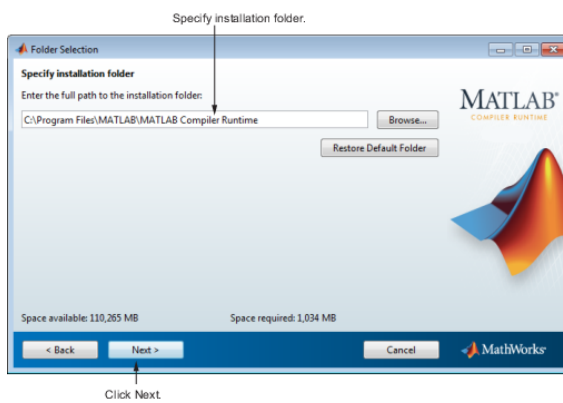 Specify installation folder.
Folder Selection
Specify installation folder
Enter the full path to the installation folder:
C:\Program Files\MATLAB\MATLAB Compiler Runtime
Browse...
Restore Default Folder
MATLAB®
COMPILER RUNTIME
Space available: 110,265 MB
Space required: 1,034 MB
< Back
Next >
Cancel
MathWorks®
Click Next.